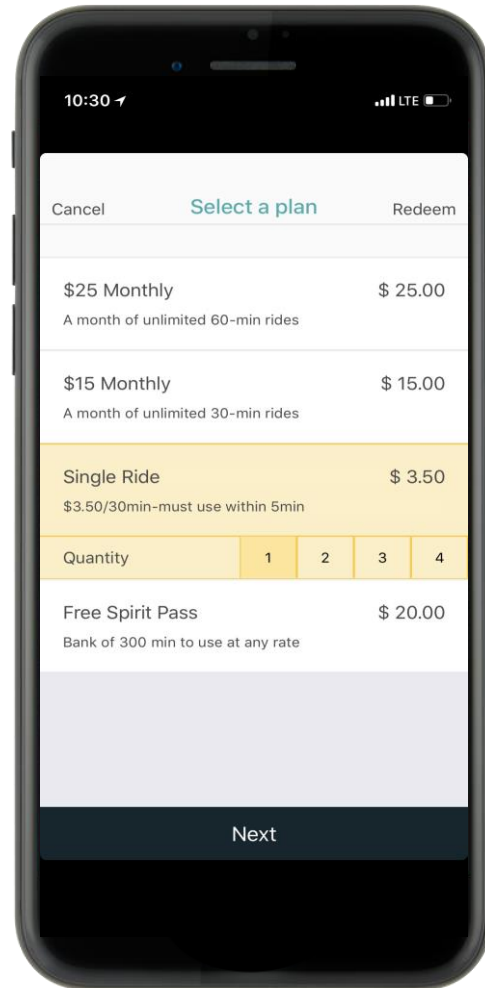 10:30 LTE
Cancel Select a plan Redeem
$25 Monthly $ 25.00
A month of unlimited 60-min rides
$15 Monthly $ 15.00
A month of unlimited 30-min rides
Single Ride $ 3.50
$3.50/30min-must use within 5min
Quantity 1 2 3 4
Free Spirit Pass $ 20.00
Bank of 300 min to use at any rate
Next